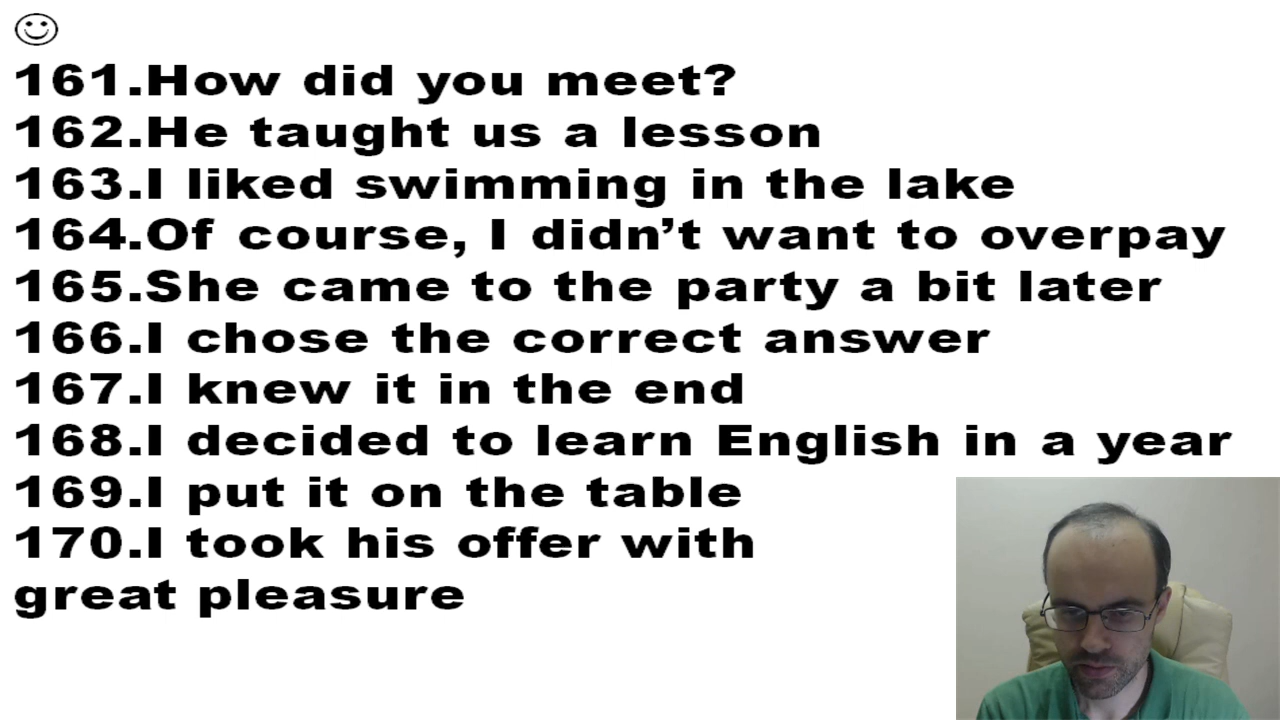 161.How did you meet?
162.He taught us a lesson
163.I liked swimming in the lake
164.Of course, I didn’t want to overpay
165.She came to the party a bit later
166.I chose the correct answer
167.I knew it in the end
168.I decided to learn English in a year
169.I put it on the table
170.I took his offer with
great pleasure